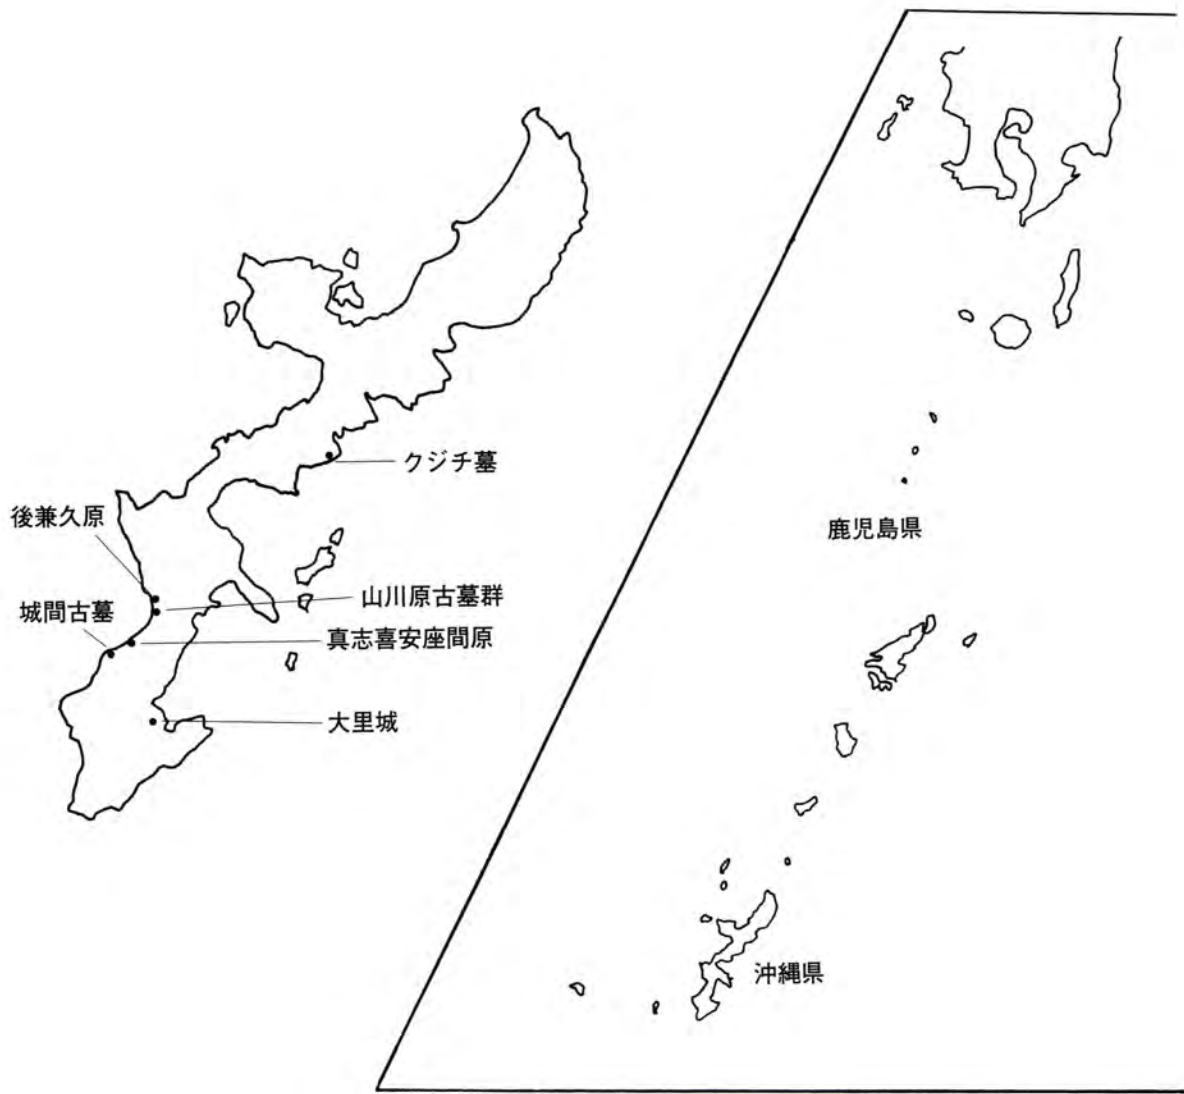 クジチ墓
後兼久原
城間古墓
山川原古墓群
真志喜安座間原
大里城
鹿児島県
沖縄県